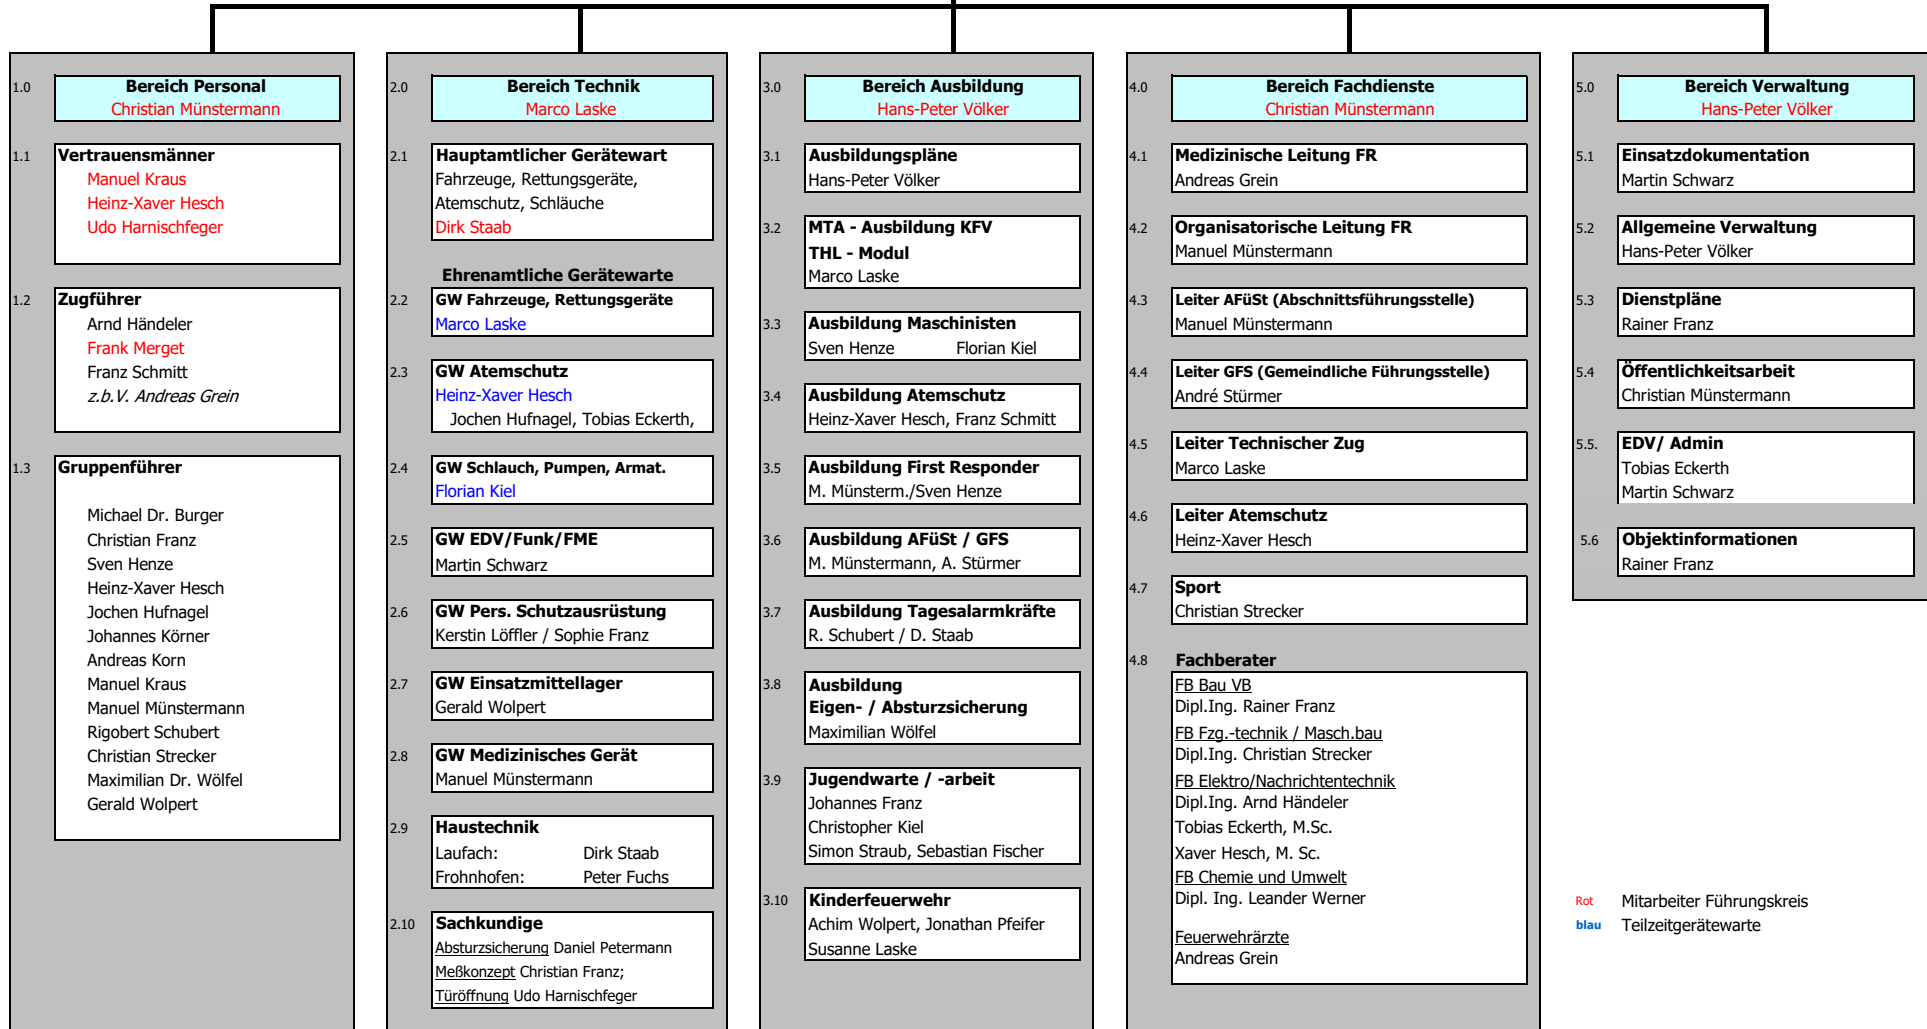 1.0 Bereich Personal
Christian Münstermann
1.1 Vertrauensmänner
Manuel Kraus
Heinz-Xaver Hesch
Udo Harnischfeger
1.2 Zugführer
Arnd Händeler
Frank Merget
Franz Schmitt
z.b.V. Andreas Grein
1.3 Gruppenführer
Michael Dr. Burger
Christian Franz
Sven Henze
Heinz-Xaver Hesch
Jochen Hufnagel
Johannes Körner
Andreas Korn
Manuel Kraus
Manuel Münstermann
Rigobert Schubert
Christian Strecker
Maximilian Dr. Wölfel
Gerald Wolpert
2.0 Bereich Technik
Marco Laske
2.1 Hauptamtlicher Gerätewart
Fahrzeuge, Rettungsgeräte,
Atemschutz, Schläuche
Dirk Staab
Ehrenamtliche Gerätewarte
2.2 GW Fahrzeuge, Rettungsgeräte
Marco Laske
2.3 GW Atemschutz
Heinz-Xaver Hesch
Jochen Hufnagel, Tobias Eckerth,
2.4 GW Schlauch, Pumpen, Armat.
Florian Kiel
2.5 GW EDV/Funk/FME
Martin Schwarz
2.6 GW Pers. Schutzausrüstung
Kerstin Löffler / Sophie Franz
2.7 GW Einsatzmittellager
Gerald Wolpert
2.8 GW Medizinisches Gerät
Manuel Münstermann
2.9 Haustechnik
Laufach: Dirk Staab
Frohnhofen: Peter Fuchs
2.10 Sachkundige
Absturzsicherung Daniel Petermann
Meßkonzept Christian Franz;
Türöffnung Udo Harnischfeger
3.0 Bereich Ausbildung
Hans-Peter Völker
3.1 Ausbildungspläne
Hans-Peter Völker
3.2 MTA - Ausbildung KFV
THL - Modul
Marco Laske
3.3 Ausbildung Maschinisten
Sven Henze Florian Kiel
3.4 Ausbildung Atemschutz
Heinz-Xaver Hesch, Franz Schmitt
3.5 Ausbildung First Responder
M. Münsterm./Sven Henze
3.6 Ausbildung AFüSt / GFS
M. Münstermann, A. Stürmer
3.7 Ausbildung Tagesalarmkräfte
R. Schubert / D. Staab
3.8 Ausbildung
Eigen- / Absturzsicherung
Maximilian Wölfel
3.9 Jugendwarte / -arbeit
Johannes Franz
Christopher Kiel
Simon Straub, Sebastian Fischer
3.10 Kinderfeuerwehr
Achim Wolpert, Jonathan Pfeifer
Susanne Laske
4.0 Bereich Fachdienste
Christian Münstermann
4.1 Medizinische Leitung FR
Andreas Grein
4.2 Organisatorische Leitung FR
Manuel Münstermann
4.3 Leiter AFüSt (Abschnittsführungsstelle)
Manuel Münstermann
4.4 Leiter GFS (Gemeindliche Führungsstelle)
André Stürmer
4.5 Leiter Technischer Zug
Marco Laske
4.6 Leiter Atemschutz
Heinz-Xaver Hesch
4.7 Sport
Christian Strecker
4.8 Fachberater
FB Bau VB
Dipl.Ing. Rainer Franz
FB Fzg.-technik / Masch.bau
Dipl.Ing. Christian Strecker
FB Elektro/Nachrichtentechnik
Dipl.Ing. Arnd Händeler
Tobias Eckerth, M.Sc.
Xaver Hesch, M. Sc.
FB Chemie und Umwelt
Dipl. Ing. Leander Werner
Feuerwehrärzte
Andreas Grein
5.0 Bereich Verwaltung
Hans-Peter Völker
5.1 Einsatzdokumentation
Martin Schwarz
5.2 Allgemeine Verwaltung
Hans-Peter Völker
5.3 Dienstpläne
Rainer Franz
5.4 Öffentlichkeitsarbeit
Christian Münstermann
5.5. EDV/ Admin
Tobias Eckerth
Martin Schwarz
5.6 Objektinformationen
Rainer Franz
Rot Mitarbeiter Führungskreis
blau Teilzeitgerätewarte